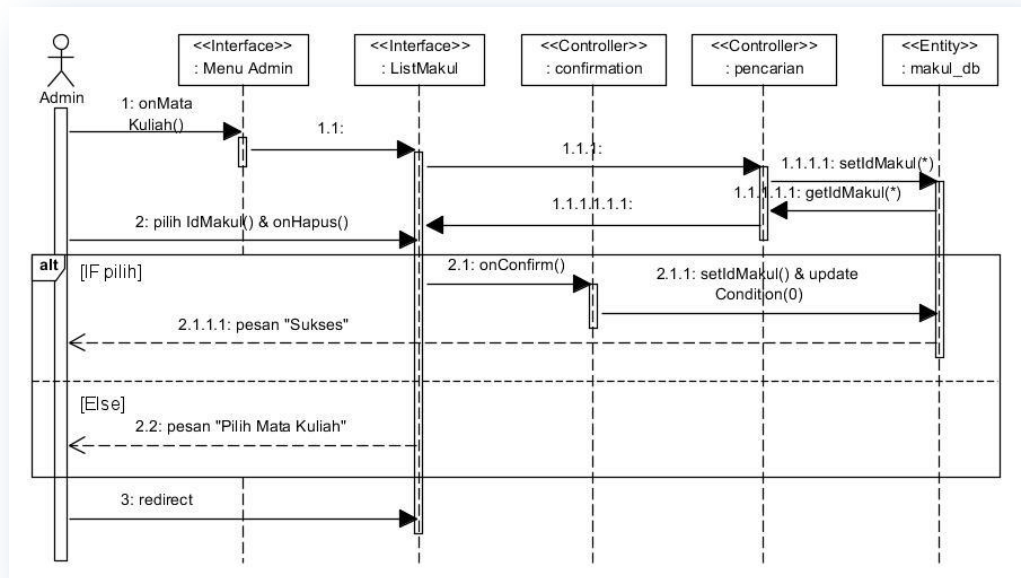 <<Interface>>
: Menu Admin
<<Interface>>
: ListMakul
<<Controller>>
: confirmation
<<Controller>>
: pencarian
<<Entity>>
: makul_db
Admin
1: onMata
Kuliah()
1.1:
1.1.1:
1.1.1.1: setIdMakul(*)
1.1.1.1.1: getIdMakul(*)
1.1.1.1.1.1:
2: pilih IdMakul() & onHapus()
alt
[IF pilih]
2.1: onConfirm()
2.1.1: setIdMakul() & update
Condition(0)
2.1.1.1: pesan "Sukses"
[Else]
2.2: pesan "Pilih Mata Kuliah"
3: redirect